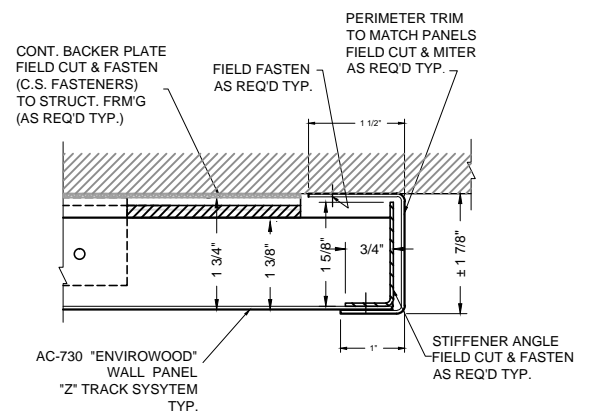 PERIMETER TRIM
TO MATCH PANELS
FIELD CUT & MITER
AS REQ'D TYP.
CONT. BACKER PLATE
FIELD CUT & FASTEN
(C.S. FASTENERS)
TO STRUCT. FRM'G
(AS REQ'D TYP.)
FIELD FASTEN
AS REQ'D TYP.
1 1/2"
1 3/4"
1 3/8"
1 5/8"
3/4"
± 1 7/8"
1"
AC-730 "ENVIROWOOD"
WALL PANEL
"Z" TRACK SYSYTEM
TYP.
STIFFENER ANGLE
FIELD CUT & FASTEN
AS REQ'D TYP.